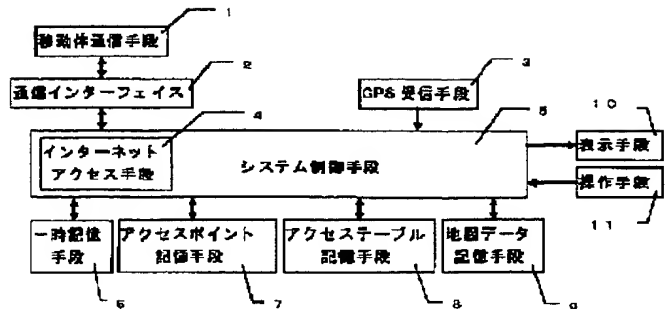 1
移動体通信手段
2
通信インターフェイス
3
GPS 受信手段
4
5
10
インターネット
アクセス手段
システム制御手段
表示手段
操作手段
11
一時記憶
手段
アクセスポイント
記憶手段
アクセステーブル
記憶手段
地図データ
記憶手段
6
7
8
9